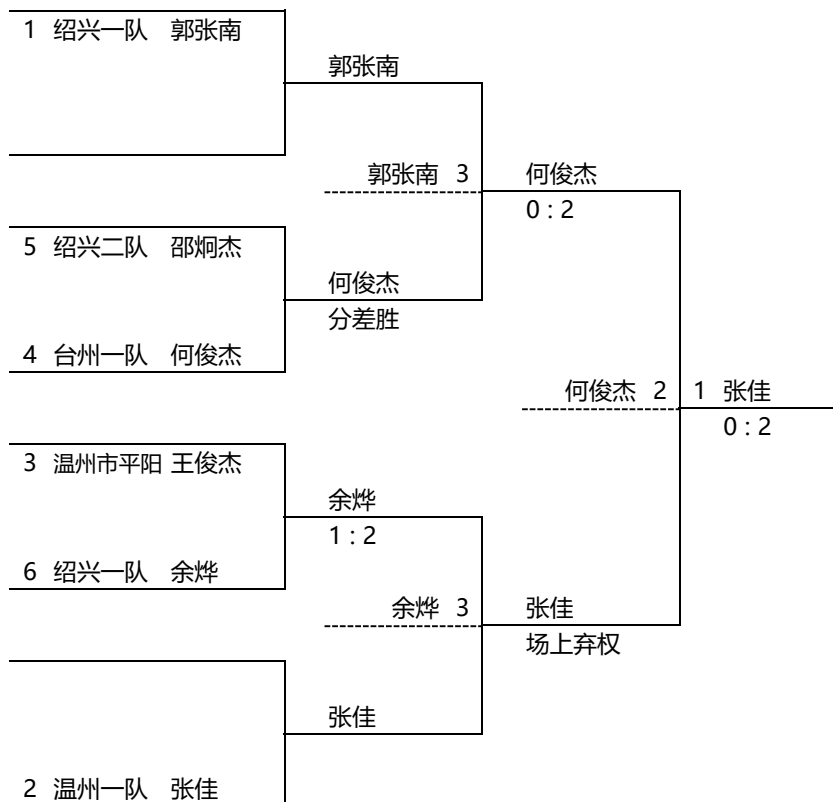 1 绍兴一队 郭张南
郭张南
郭张南 3
何俊杰
0 : 2
5 绍兴二队 邵炯杰
何俊杰
分差胜
4 台州一队 何俊杰
何俊杰 2
1 张佳
0 : 2
3 温州市平阳 王俊杰
余烨
1 : 2
6 绍兴一队 余烨
余烨 3
张佳
场上弃权
张佳
2 温州一队 张佳